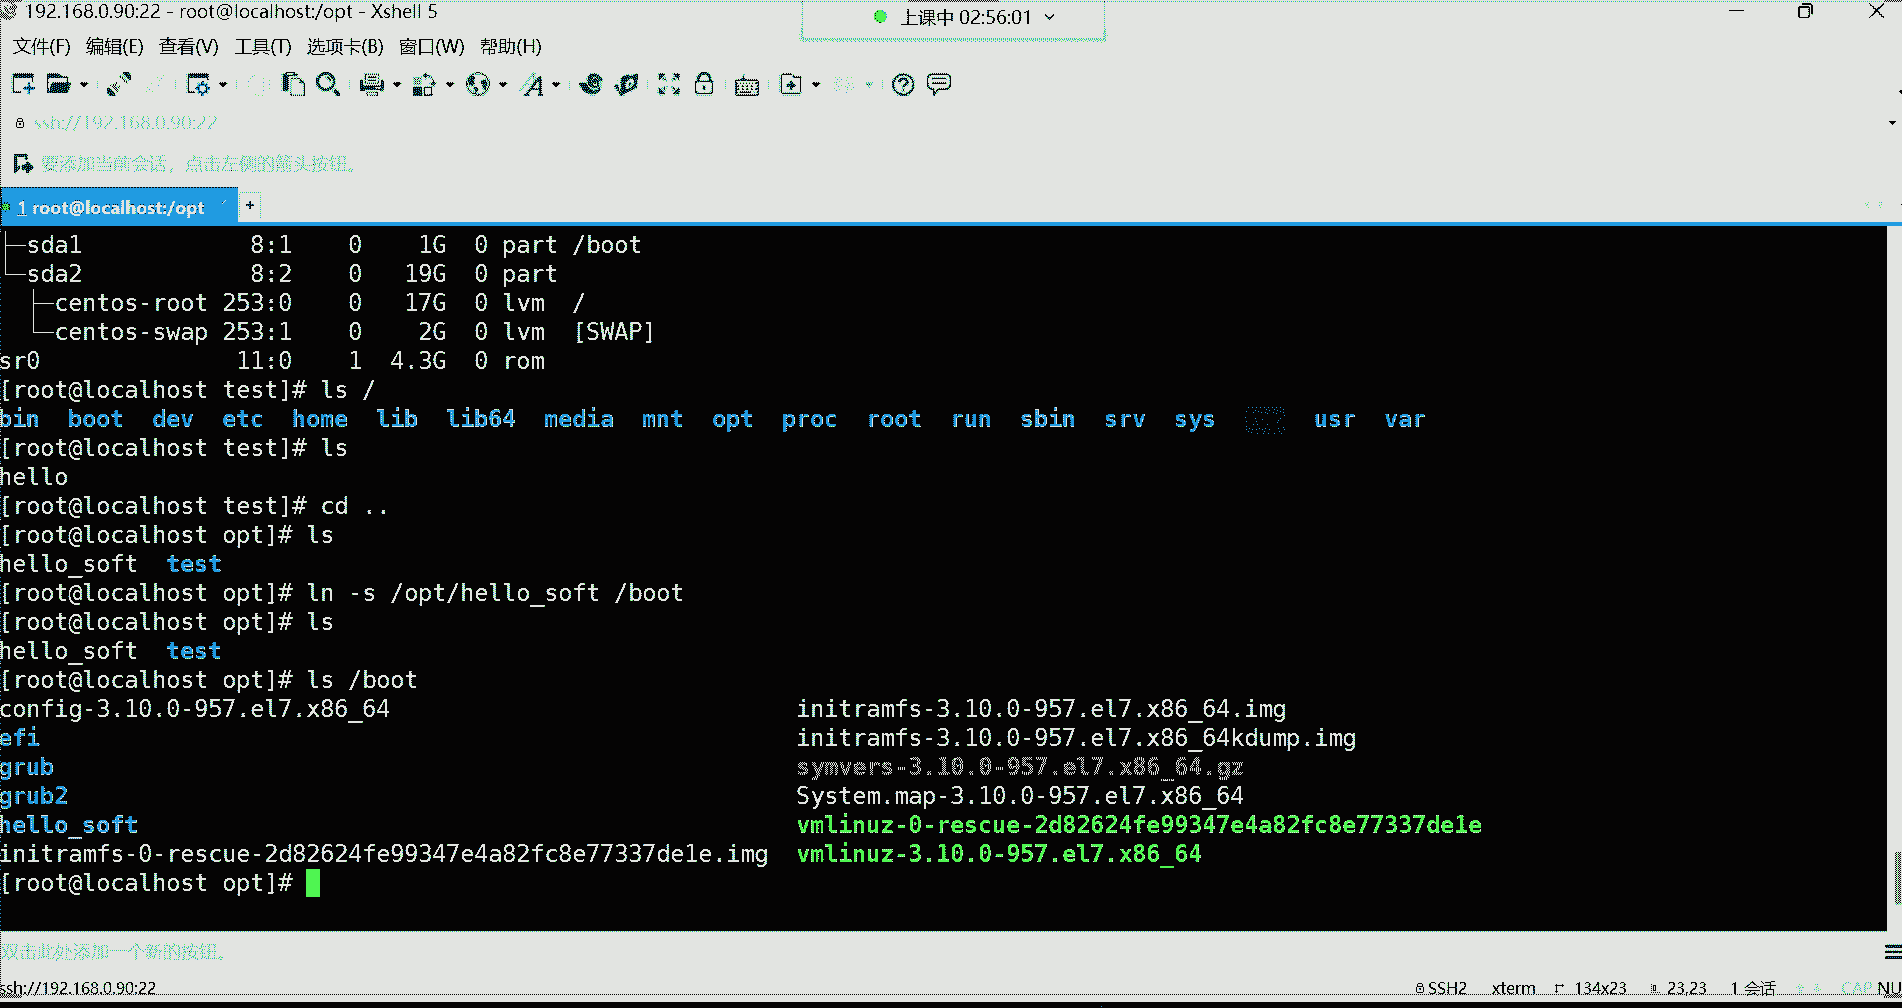 192.168.0.90:22 - root@localhost:/opt - Xshell 5
上课中 02:56:01
文件(F) 编辑(E) 查看(V) 工具(T) 选项卡(B) 窗口(W) 帮助(H)
ssh://192.168.0.90:22
要添加当前会话，点击左侧的箭头按钮。
1 root@localhost:/opt +
├─sda1 8:1 0 1G 0 part /boot
└─sda2 8:2 0 19G 0 part
├─centos-root 253:0 0 17G 0 lvm /
└─centos-swap 253:1 0 2G 0 lvm [SWAP]
sr0 11:0 1 4.3G 0 rom
[root@localhost test]# ls /
bin boot dev etc home lib lib64 media mnt opt proc root run sbin srv sys usr var
[root@localhost test]# ls
hello
[root@localhost test]# cd ..
[root@localhost opt]# ls
hello_soft test
[root@localhost opt]# ln -s /opt/hello_soft /boot
[root@localhost opt]# ls
hello_soft test
[root@localhost opt]# ls /boot
config-3.10.0-957.el7.x86_64 initramfs-3.10.0-957.el7.x86_64.img
efi initramfs-3.10.0-957.el7.x86_64kdump.img
grub symvers-3.10.0-957.el7.x86_64.gz
grub2 System.map-3.10.0-957.el7.x86_64
hello_soft vmlinuz-0-rescue-2d82624fe99347e4a82fc8e77337de1e
initramfs-0-rescue-2d82624fe99347e4a82fc8e77337de1e.img vmlinuz-3.10.0-957.el7.x86_64
[root@localhost opt]#
双击此处添加一个新的按钮。
ssh://192.168.0.90:22 SSH2 xterm 134x23 23,23 1 会话 CAP NU